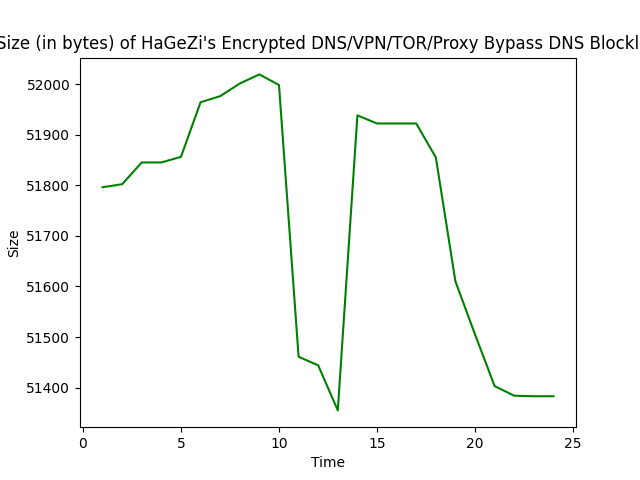 Size (in bytes) of HaGeZi's Encrypted DNS/VPN/TOR/Proxy Bypass DNS Blockl
52000
51900
51800
51700
51600
51500
51400
Size
0 5 10 15 20 25
Time